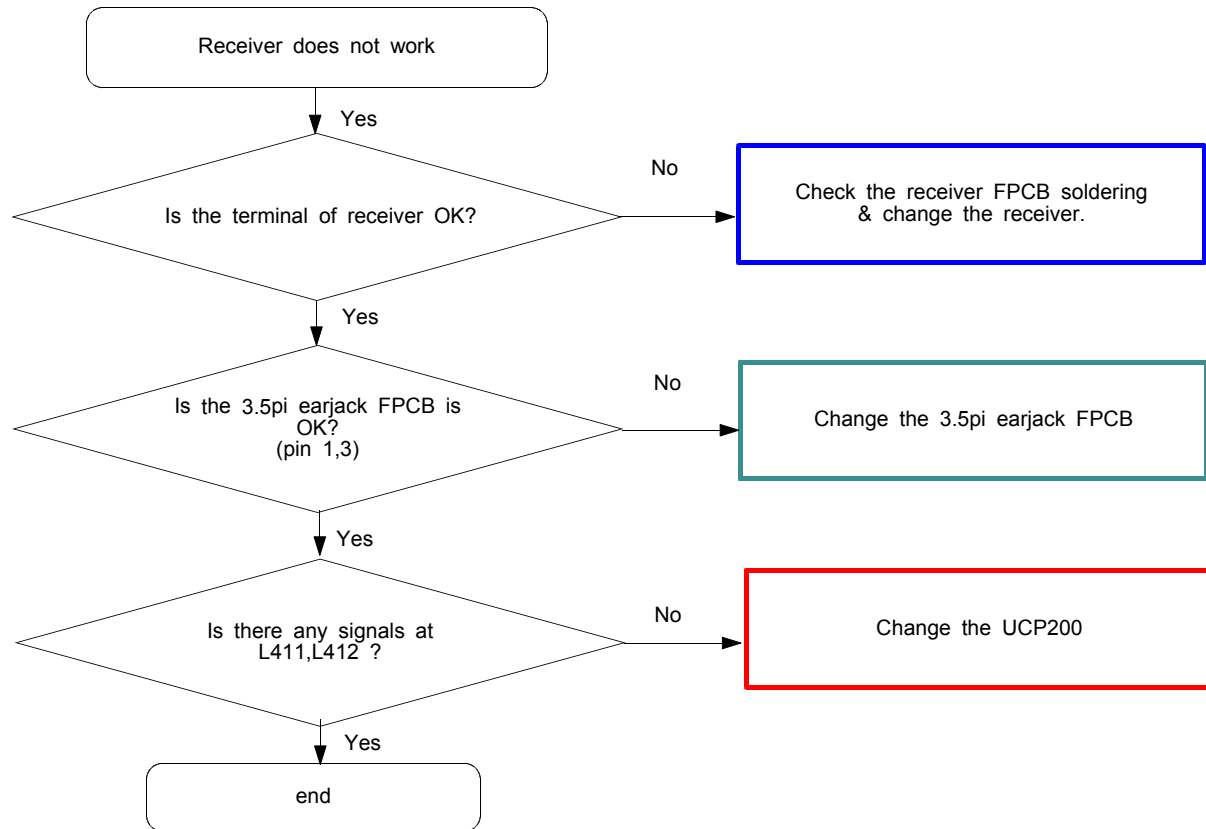 Receiver does not work
Yes
Is the terminal of receiver OK?
No
Check the receiver FPCB soldering
& change the receiver.
Yes
Is the 3.5pi earjack FPCB is
OK?
(pin 1,3)
No
Change the 3.5pi earjack FPCB
Yes
Is there any signals at
L411,L412 ?
No
Change the UCP200
Yes
end